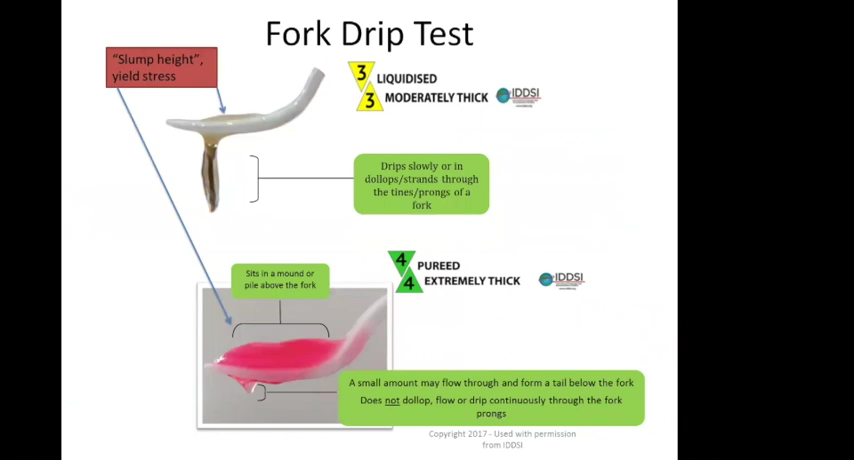 Fork Drip Test
"Slump height",
yield stress
3
3
LIQUIDISED
MODERATELY THICK
IDDSI
Drips slowly or in
dollops/strands through
the tines/prongs of a
fork
4
4
PUREED
EXTREMELY THICK
IDDSI
Sits in a mound or
pile above the fork
A small amount may flow through and form a tail below the fork
Does not dollop, flow or drip continuously through the fork
prongs
Copyright 2017 - Used with permission
from IDDSI